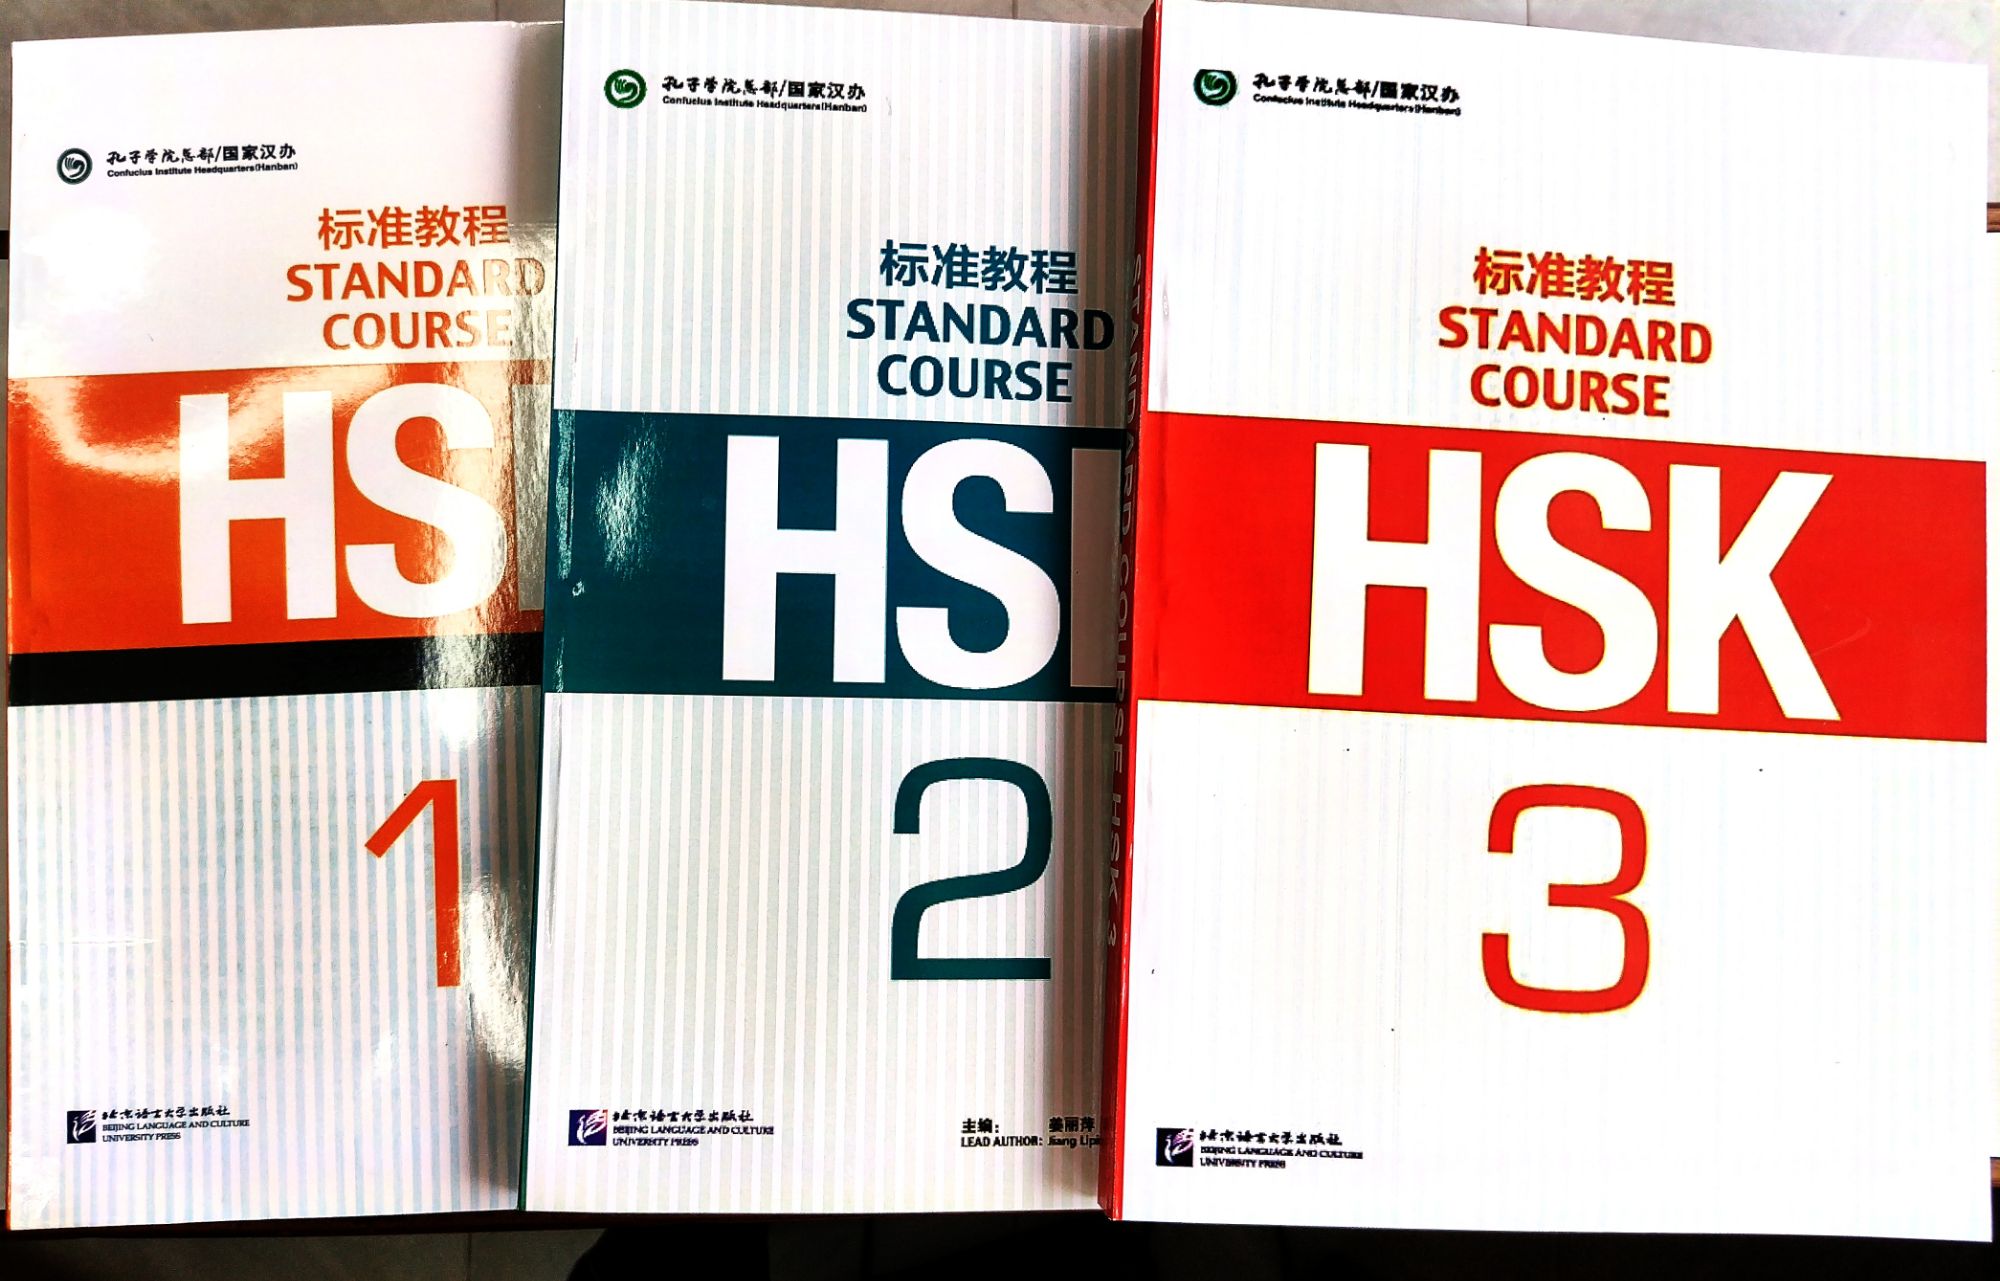 孔子学院总部/国家汉办
Confucius Institute Headquarters(Hanban)
标准教程
STANDARD
COURSE
HS
1
北京语言大学出版社
BEIJING LANGUAGE AND CULTURE
UNIVERSITY PRESS
孔子学院总部/国家汉办
Confucius Institute Headquarters(Hanban)
标准教程
STANDARD
COURSE
HS
2
北京语言大学出版社
BEIJING LANGUAGE AND CULTURE
UNIVERSITY PRESS
主编: 姜丽萍
LEAD AUTHOR: Jiang Lipi
STANDARD COURSE HSK 3
孔子学院总部/国家汉办
Confucius Institute Headquarters(Hanban)
标准教程
STANDARD
COURSE
HSK
3
北京语言大学出版社
BEIJING LANGUAGE AND CULTURE
UNIVERSITY PRESS